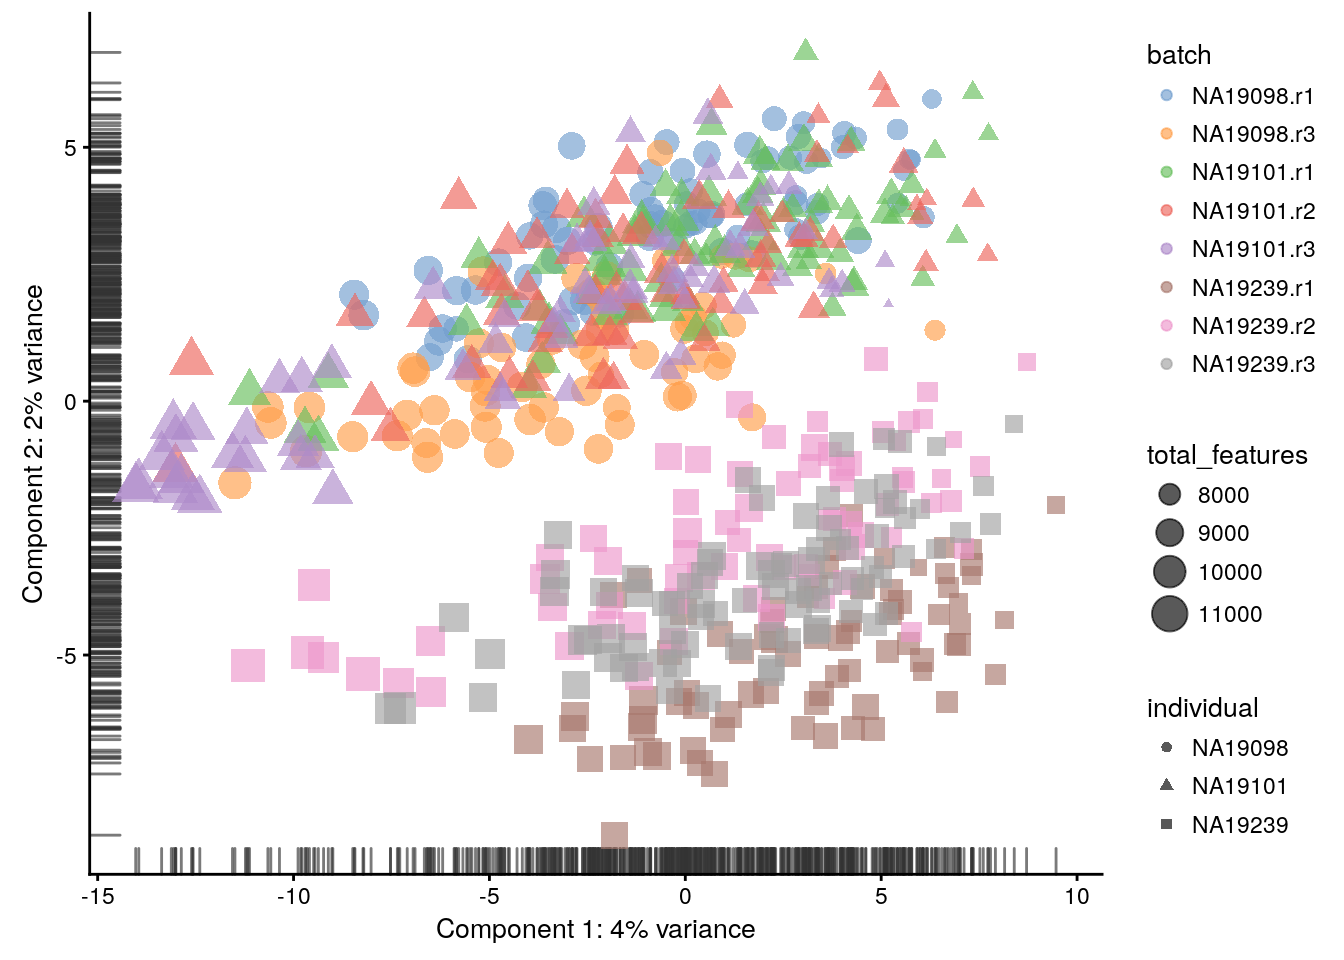 batch
NA19098.r1
NA19098.r3
NA19101.r1
NA19101.r2
NA19101.r3
NA19239.r1
NA19239.r2
NA19239.r3
total_features
8000
9000
10000
11000
individual
NA19098
NA19101
NA19239
Component 2: 2% variance
5
0
-5
-15 -10 -5 0 5 10
Component 1: 4% variance